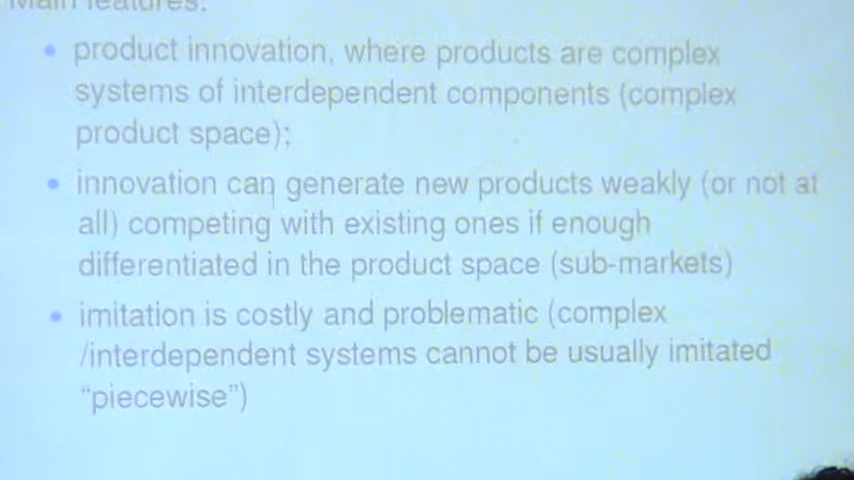 Main features:
product innovation, where products are complex
systems of interdependent components (complex
product space);
innovation can generate new products weakly (or not at
all) competing with existing ones if enough
differentiated in the product space (sub-markets)
imitation is costly and problematic (complex
/interdependent systems cannot be usually imitated
“piecewise”)